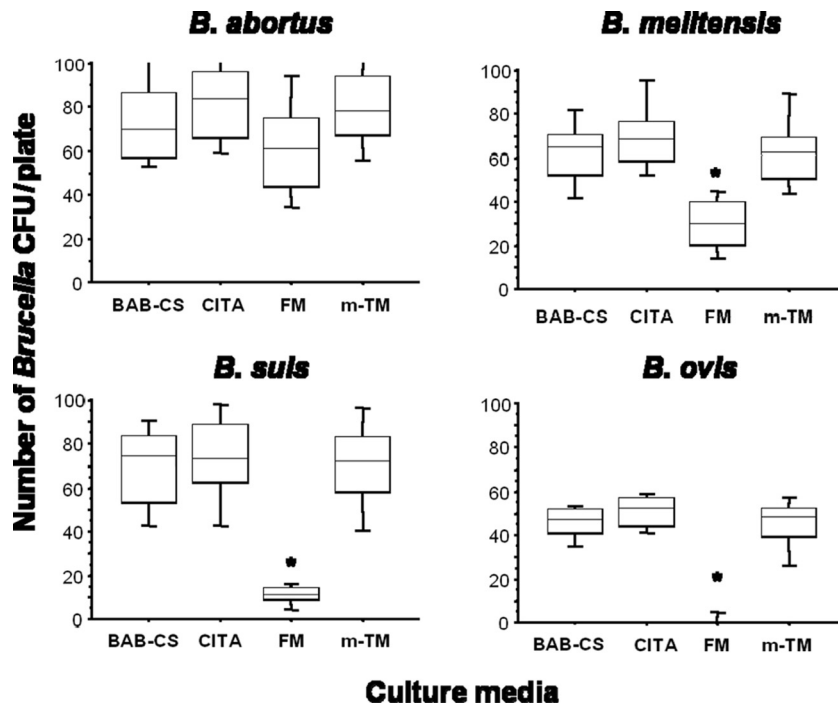 B. abortus
B. melitensis
Number of Brucella CFU/plate
100
80
60
40
20
0
BAB-CS CITA FM m-TM
100
80
60
40
20
0
*
BAB-CS CITA FM m-TM
B. suis
B. ovis
100
80
60
40
20
10
0
*
BAB-CS CITA FM m-TM
100
80
60
40
20
0
*
BAB-CS CITA FM m-TM
Culture media